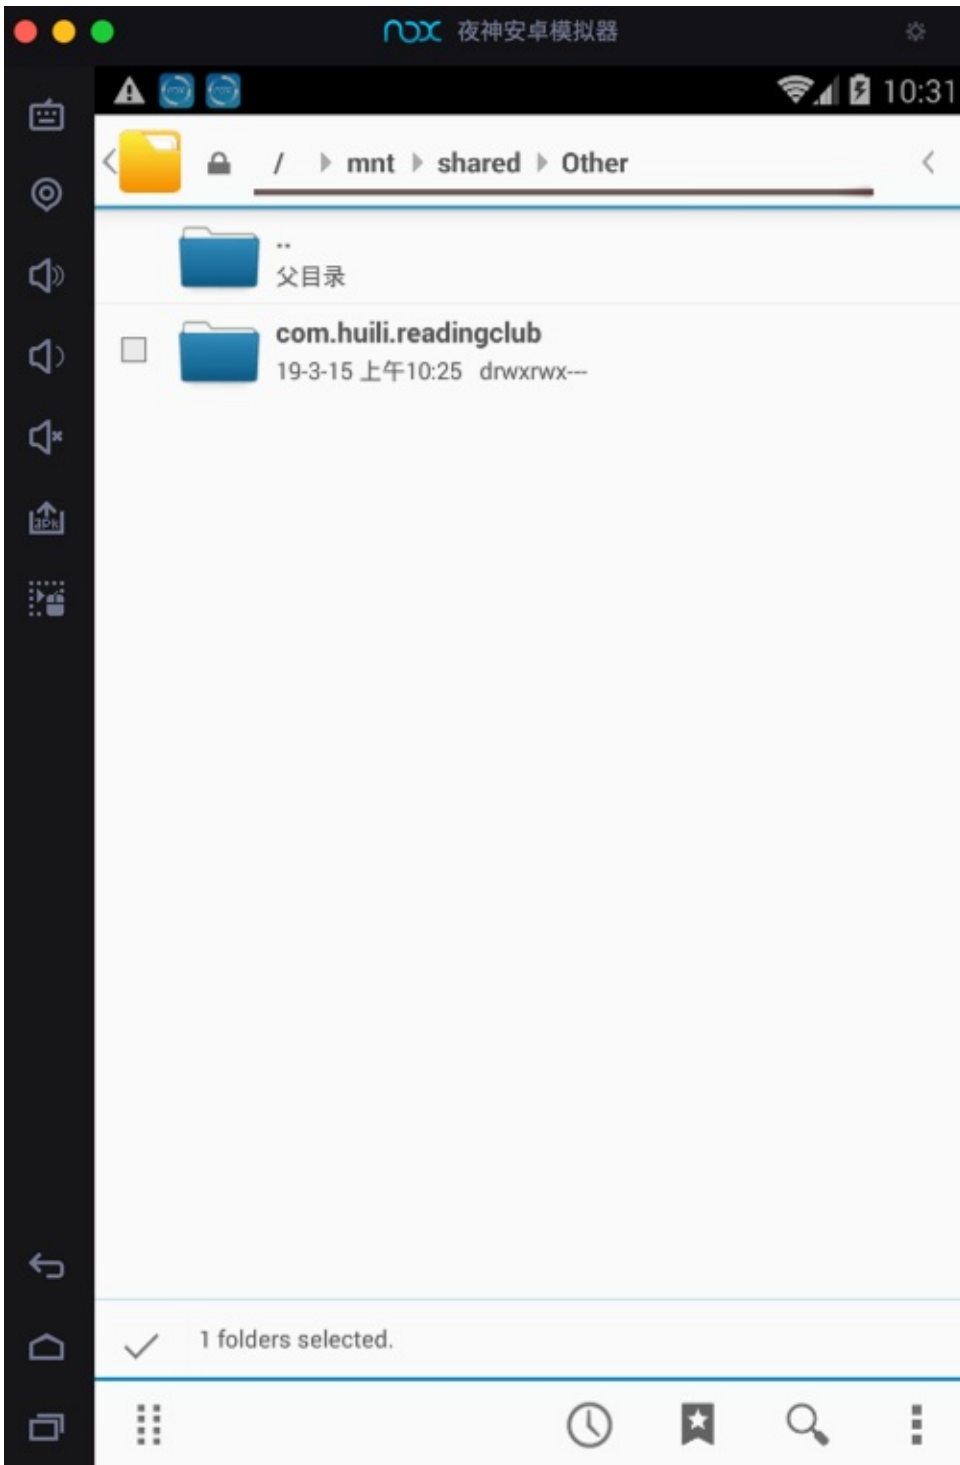 nox 夜神安卓模拟器
10:31
/ mnt shared Other
..
父目录
com.huili.readingclub
19-3-15 上午10:25 drwxrwx---
apk
1 folders selected.